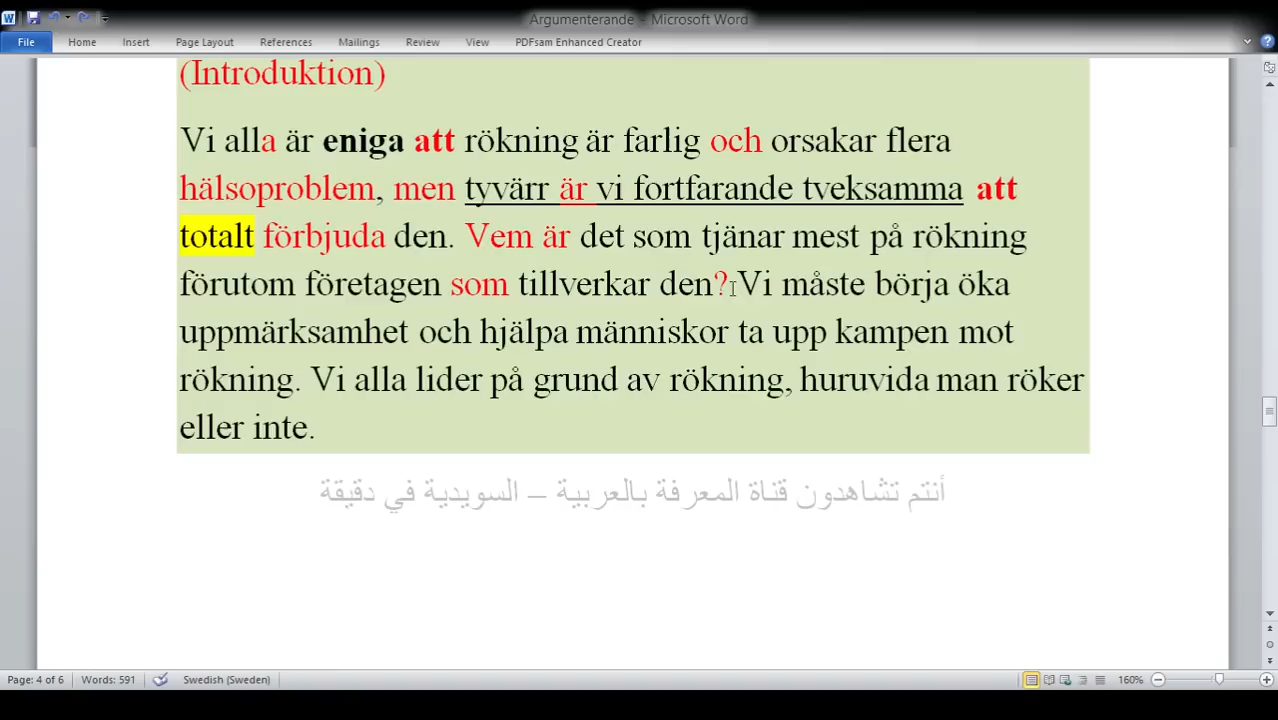 Argumenterande - Microsoft Word
File Home Insert Page Layout References Mailings Review View PDFsam Enhanced Creator
(Introduktion)
Vi alla är eniga att rökning är farlig och orsakar flera
hälsoproblem, men tyvärr är vi fortfarande tveksamma att
totalt förbjuda den. Vem är det som tjänar mest på rökning
förutom företagen som tillverkar den? Vi måste börja öka
uppmärksamhet och hjälpa människor ta upp kampen mot
rökning. Vi alla lider på grund av rökning, huruvida man röker
eller inte.
أنتم تشاهدون قناة المعرفة بالعربية – السويدية في دقيقة
Page: 4 of 6 Words: 591 Swedish (Sweden) 160%